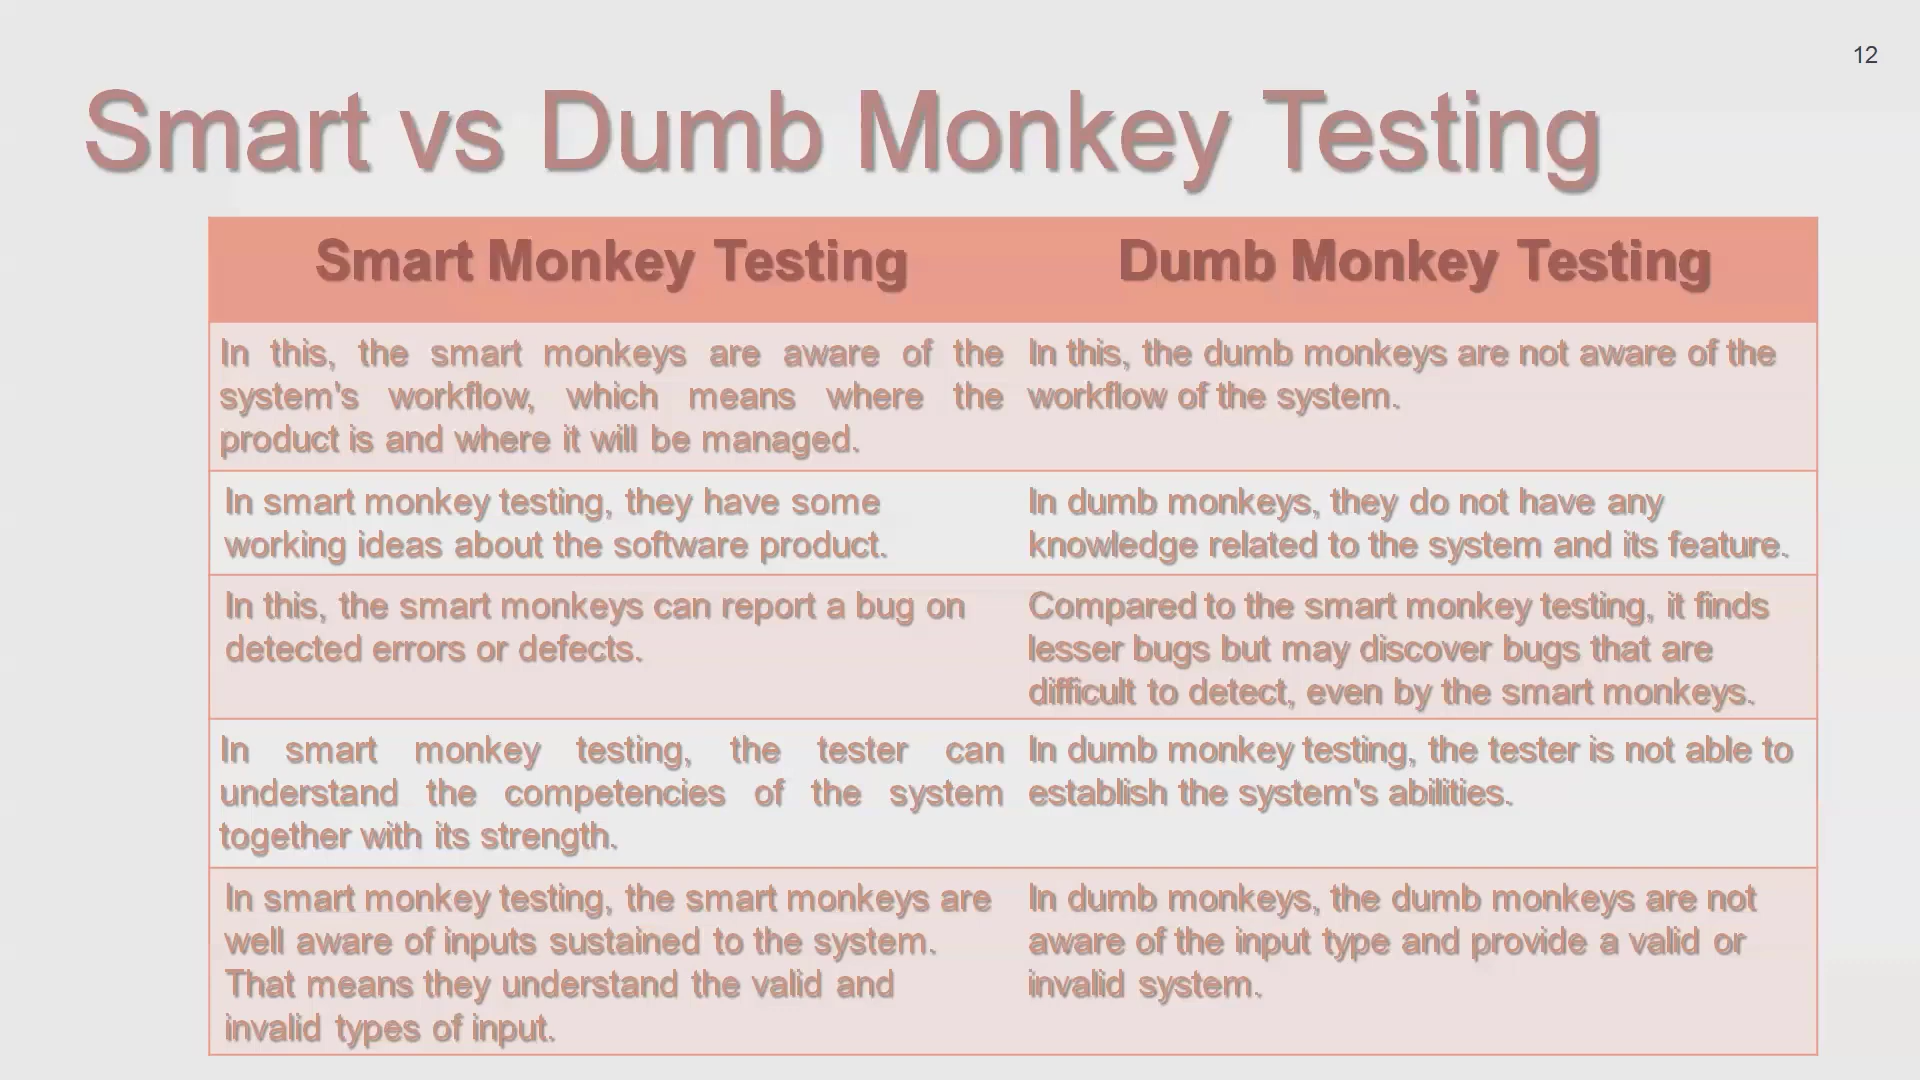 12
Smart vs Dumb Monkey Testing
Smart Monkey Testing
Dumb Monkey Testing
In this, the smart monkeys are aware of the
system's workflow, which means where the
product is and where it will be managed.
In this, the dumb monkeys are not aware of the
workflow of the system.
In smart monkey testing, they have some
working ideas about the software product.
In dumb monkeys, they do not have any
knowledge related to the system and its feature.
In this, the smart monkeys can report a bug on
detected errors or defects.
Compared to the smart monkey testing, it finds
lesser bugs but may discover bugs that are
difficult to detect, even by the smart monkeys.
In smart monkey testing, the tester can
understand the competencies of the system
together with its strength.
In dumb monkey testing, the tester is not able to
establish the system's abilities.
In smart monkey testing, the smart monkeys are
well aware of inputs sustained to the system.
That means they understand the valid and
invalid types of input.
In dumb monkeys, the dumb monkeys are not
aware of the input type and provide a valid or
invalid system.